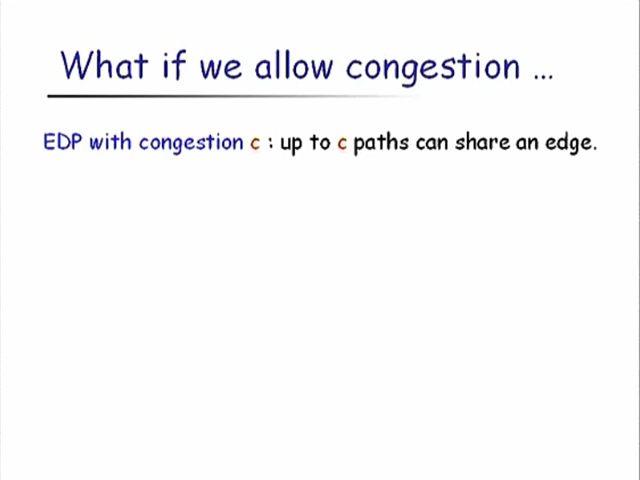 What if we allow congestion ...
EDP with congestion c : up to c paths can share an edge.